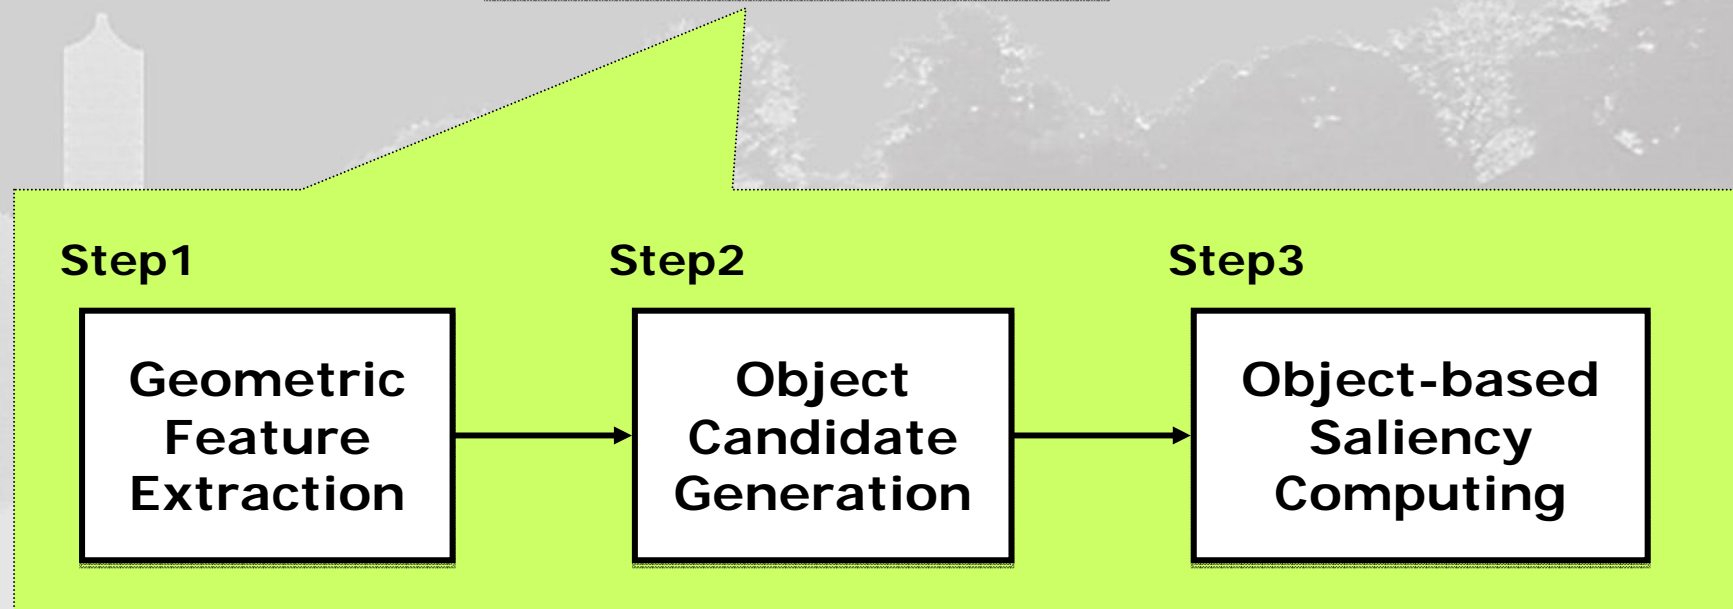 Step1
Step2
Step3
Geometric
Feature
Extraction
Object
Candidate
Generation
Object-based
Saliency
Computing